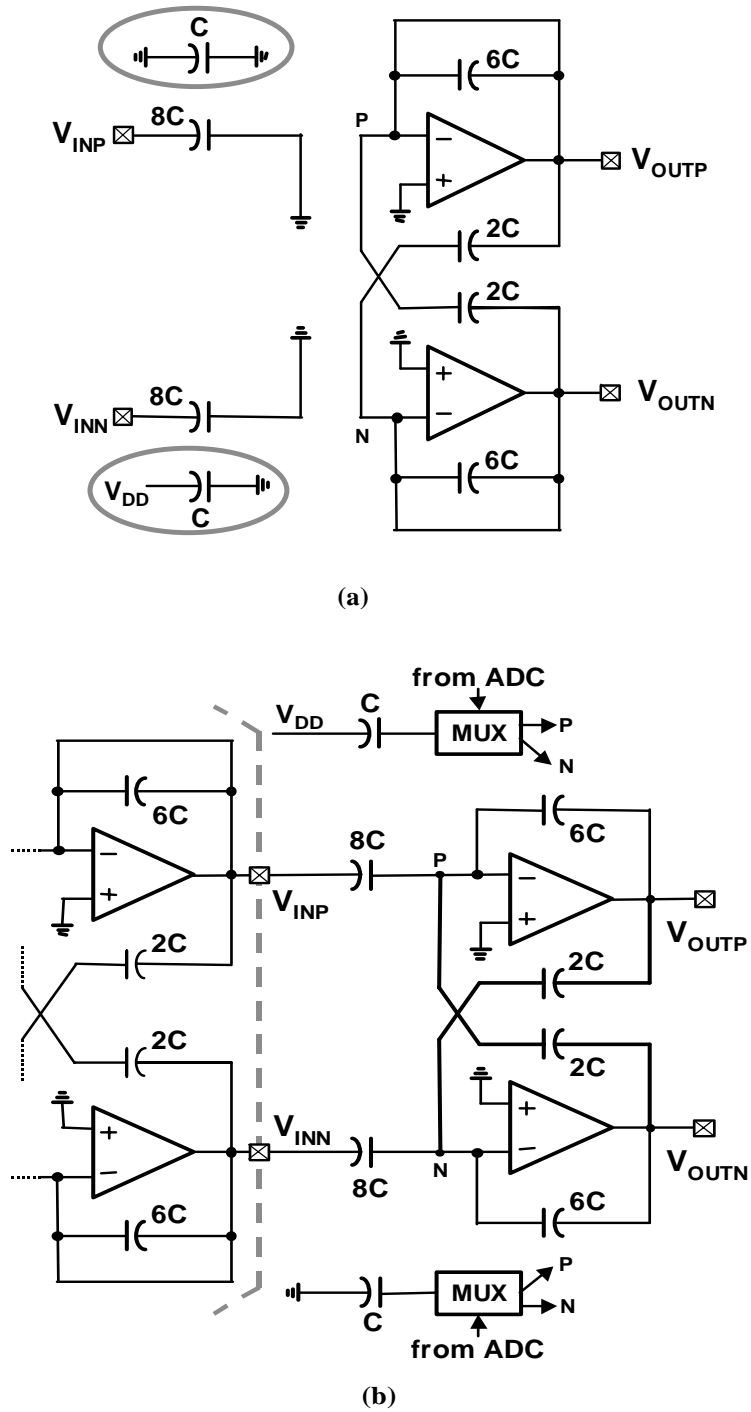 C
6C
8C
P
V_INP
−
V_OUTP
+
2C
2C
+
8C
V_INN
−
V_OUTN
N
V_DD
6C
C
(a)
from ADC
C
V_DD
MUX
P
N
6C
6C
8C
−
P
−
V_INP
+
+
V_OUTP
2C
2C
2C
2C
+
+
V_INN
−
−
N
V_OUTN
8C
6C
6C
P
MUX
N
C
from ADC
(b)